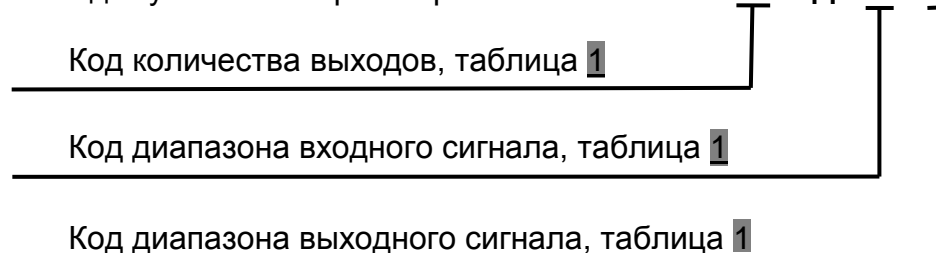 Код количества выходов, таблица 1
Код диапазона входного сигнала, таблица 1
Код диапазона выходного сигнала, таблица 1